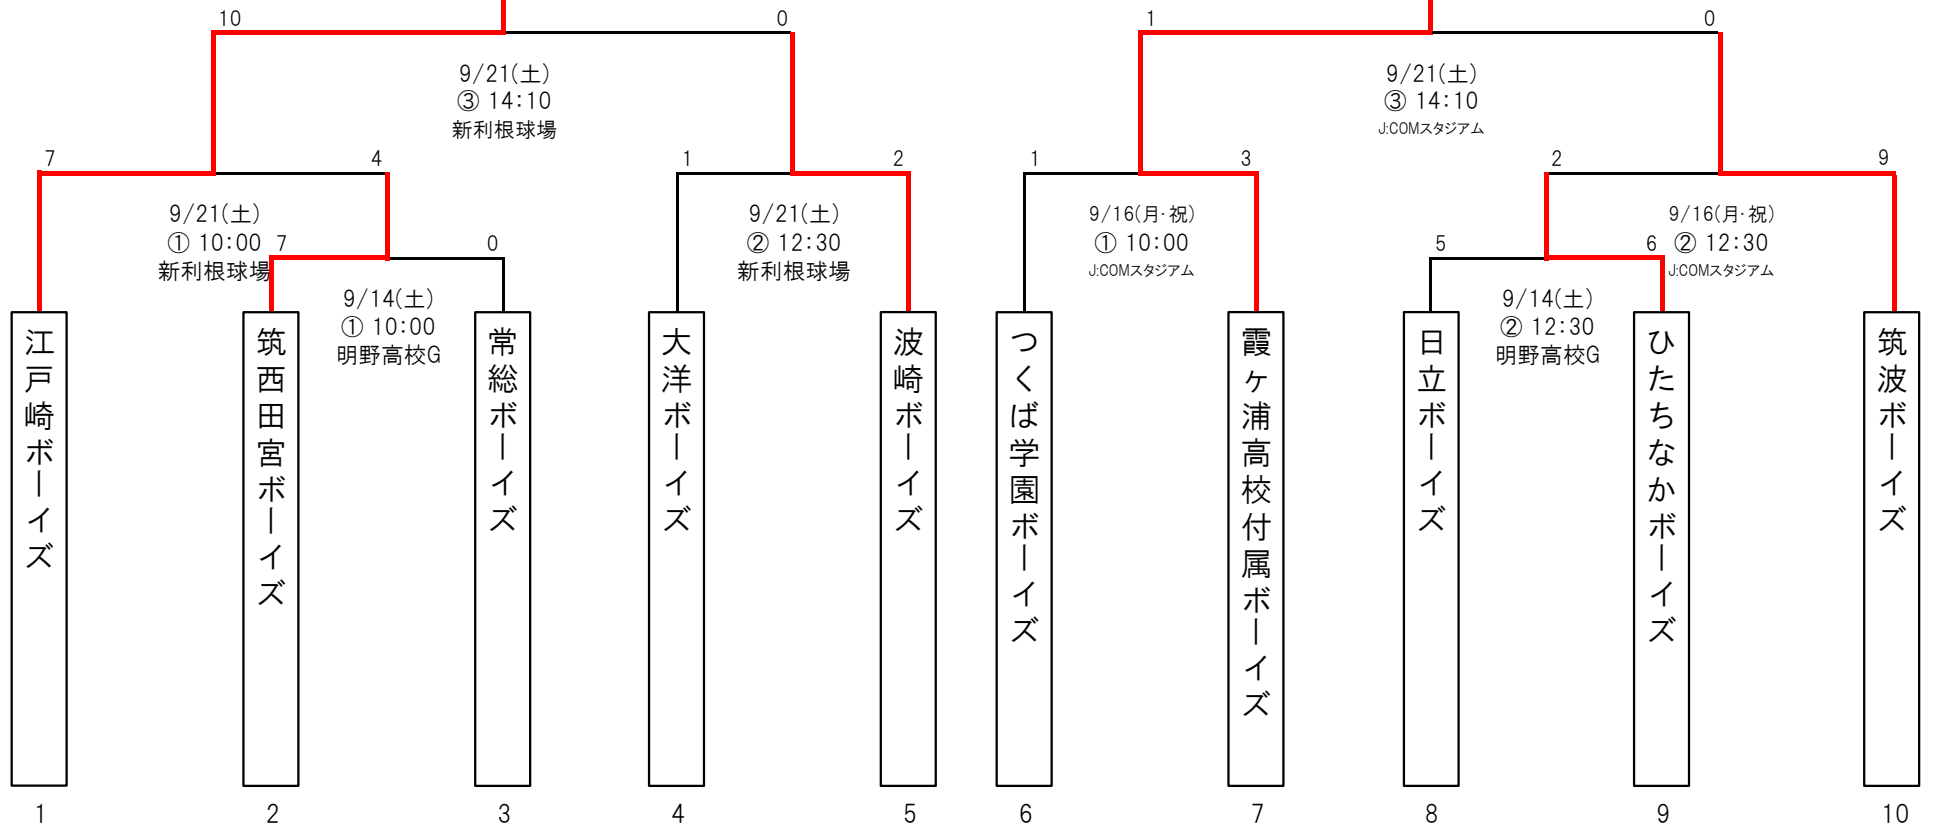 10
0
1
0
9/21(土)
③ 14:10
新利根球場
9/21(土)
③ 14:10
J:COMスタジアム
7
4
1
2
1
3
2
9
9/21(土)
① 10:00
新利根球場
9/21(土)
② 12:30
新利根球場
9/16(月・祝)
① 10:00
J:COMスタジアム
9/16(月・祝)
② 12:30
J:COMスタジアム
7
0
5
6
9/14(土)
① 10:00
明野高校G
9/14(土)
② 12:30
明野高校G
江戸崎ボーイズ
筑西田宮ボーイズ
常総ボーイズ
大洋ボーイズ
波崎ボーイズ
つくば学園ボーイズ
霞ヶ浦高校付属ボーイズ
日立ボーイズ
ひたちなかボーイズ
筑波ボーイズ
1
2
3
4
5
6
7
8
9
10